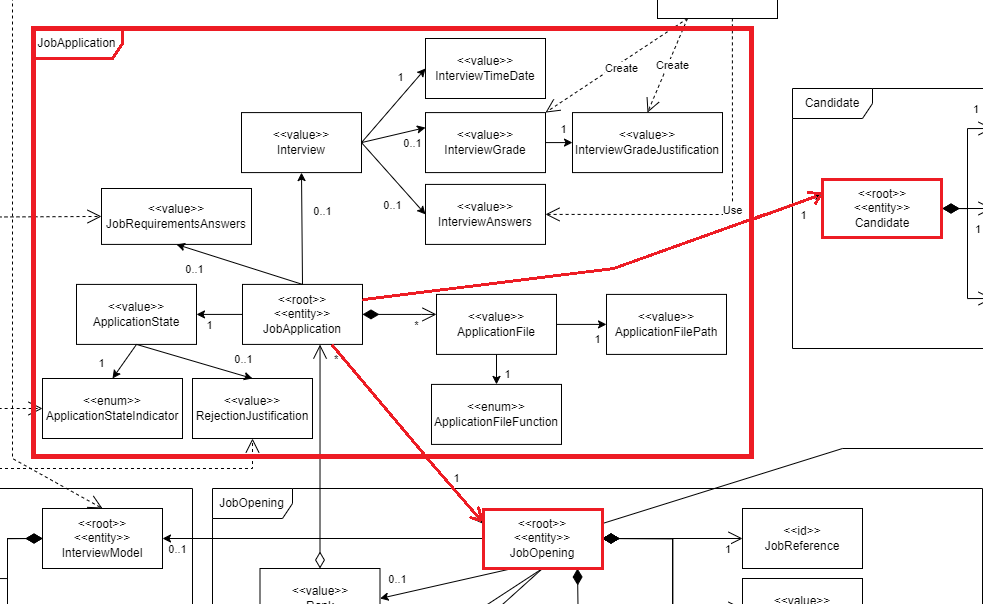 JobApplication
<<value>>
InterviewTimeDate
Create
Create
1
Candidate
1
<<value>>
Interview
0..1
<<value>>
InterviewGrade
1
<<value>>
InterviewGradeJustification
<<value>>
JobRequirementsAnswers
0..1
0..1
<<value>>
InterviewAnswers
Use
1
<<root>>
<<entity>>
Candidate
1
0..1
<<value>>
ApplicationState
1
<<root>>
<<entity>>
JobApplication
*
<<value>>
ApplicationFile
1
<<value>>
ApplicationFilePath
1
0..1
*
1
<<enum>>
ApplicationStateIndicator
<<value>>
RejectionJustification
<<enum>>
ApplicationFileFunction
1
JobOpening
<<root>>
<<entity>>
InterviewModel
0..1
<<root>>
<<entity>>
JobOpening
1
<<id>>
JobReference
0..1
<<value>>
<<value>>